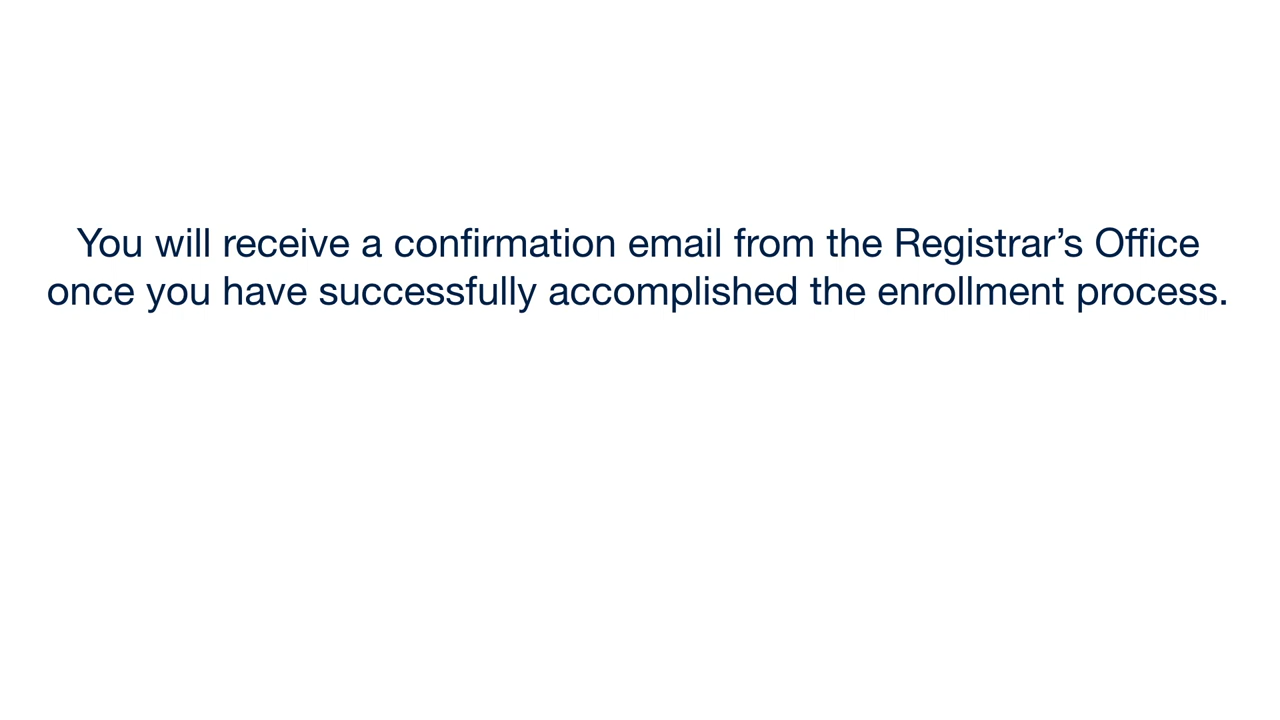 You will receive a confirmation email from the Registrar’s Office
once you have successfully accomplished the enrollment process.